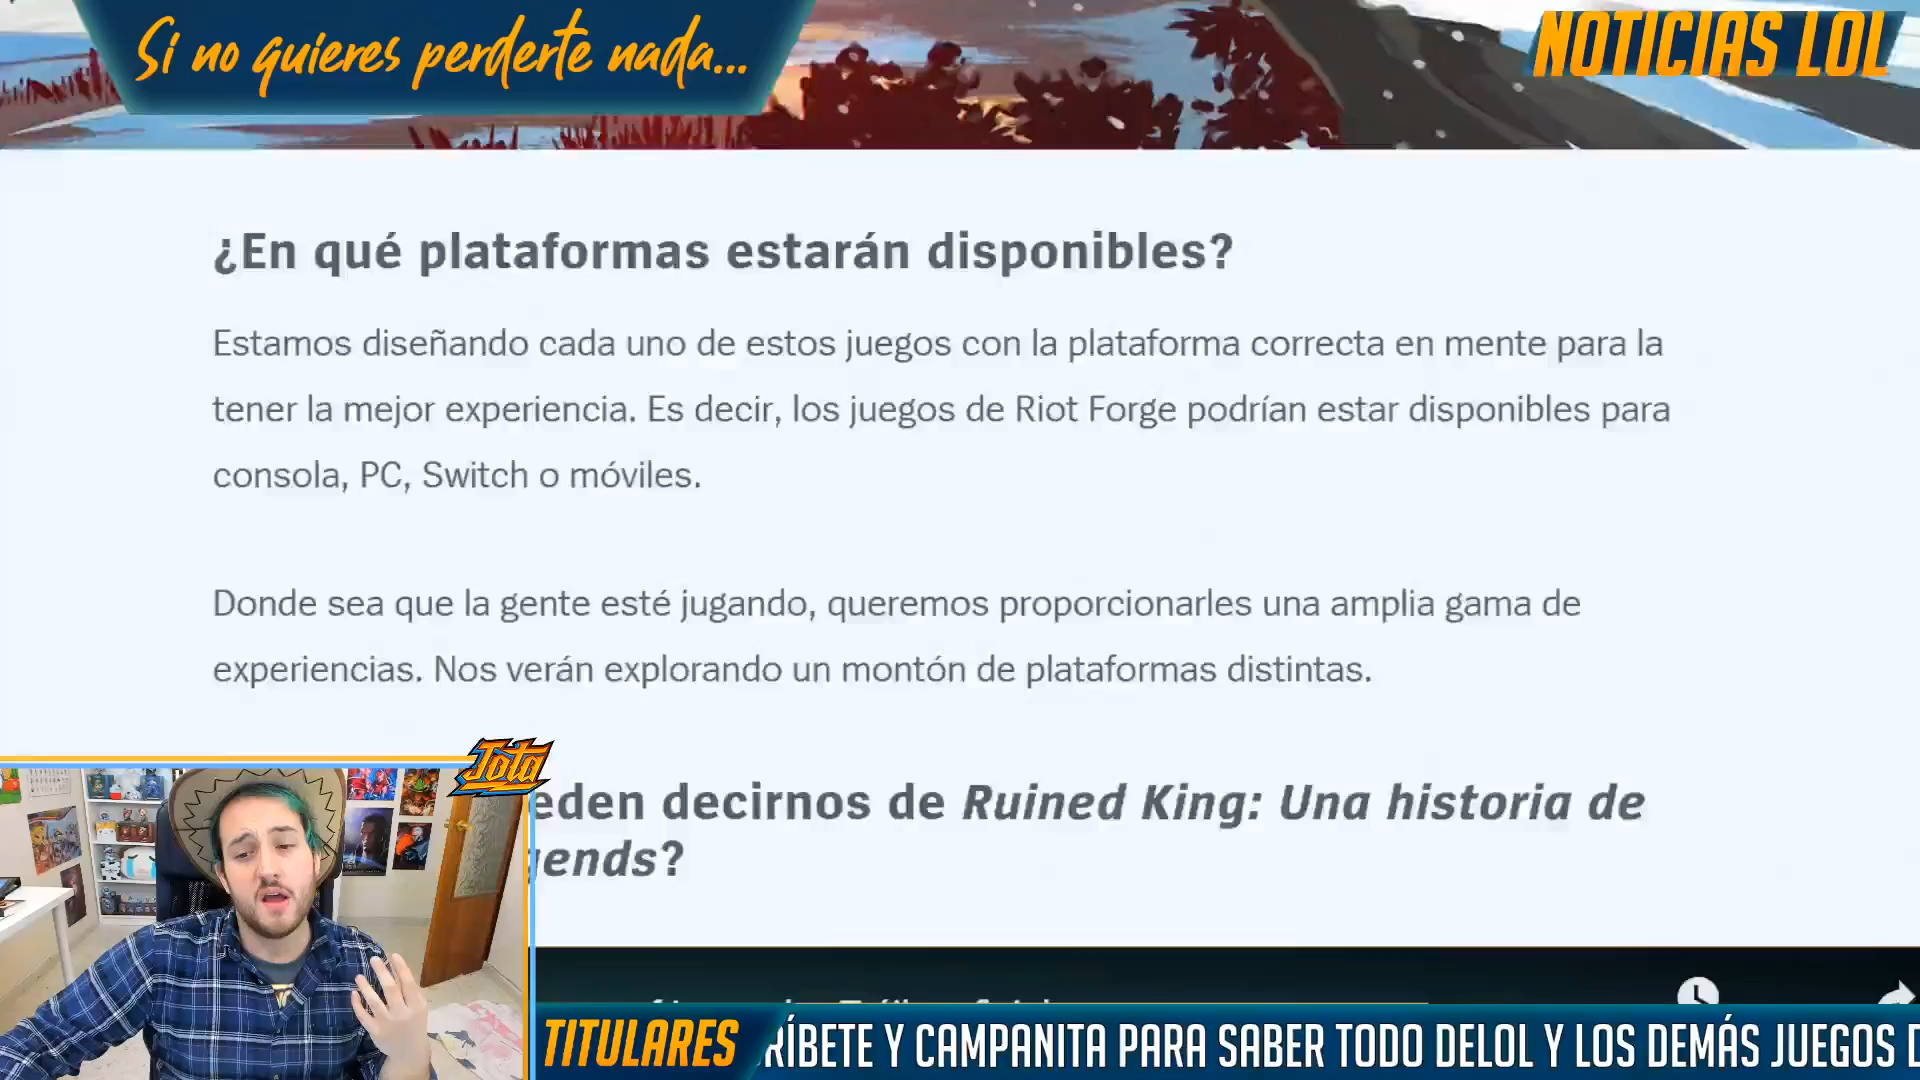 Si no quieres perderte nada...
NOTICIAS LOL
¿En qué plataformas estarán disponibles?
Estamos diseñando cada uno de estos juegos con la plataforma correcta en mente para la
tener la mejor experiencia. Es decir, los juegos de Riot Forge podrían estar disponibles para
consola, PC, Switch o móviles.
Donde sea que la gente esté jugando, queremos proporcionarles una amplia gama de
experiencias. Nos verán explorando un montón de plataformas distintas.
Jota
eden decirnos de Ruined King: Una historia de
gends?
TITULARES
RÍBETE Y CAMPANITA PARA SABER TODO DELOL Y LOS DEMÁS JUEGOS D